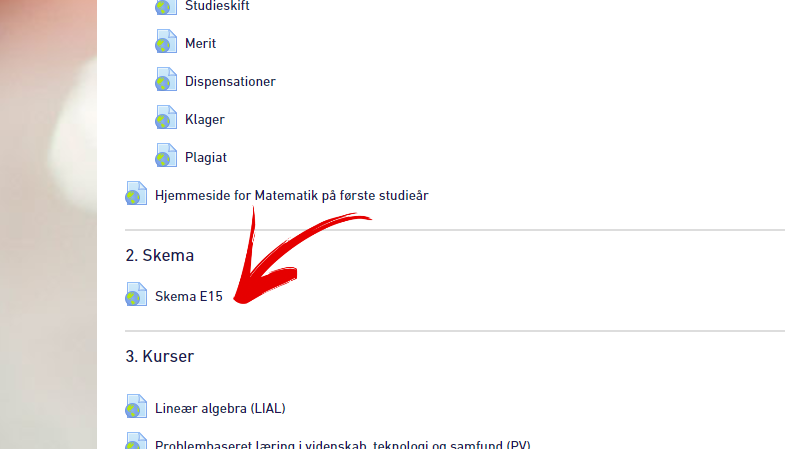 Studieskift
Merit
Dispensationer
Klager
Plagiat
Hjemmeside for Matematik på første studieår
2. Skema
Skema E15
3. Kurser
Lineær algebra (LIAL)
Problembaseret læring i videnskab, teknologi og samfund (PV)